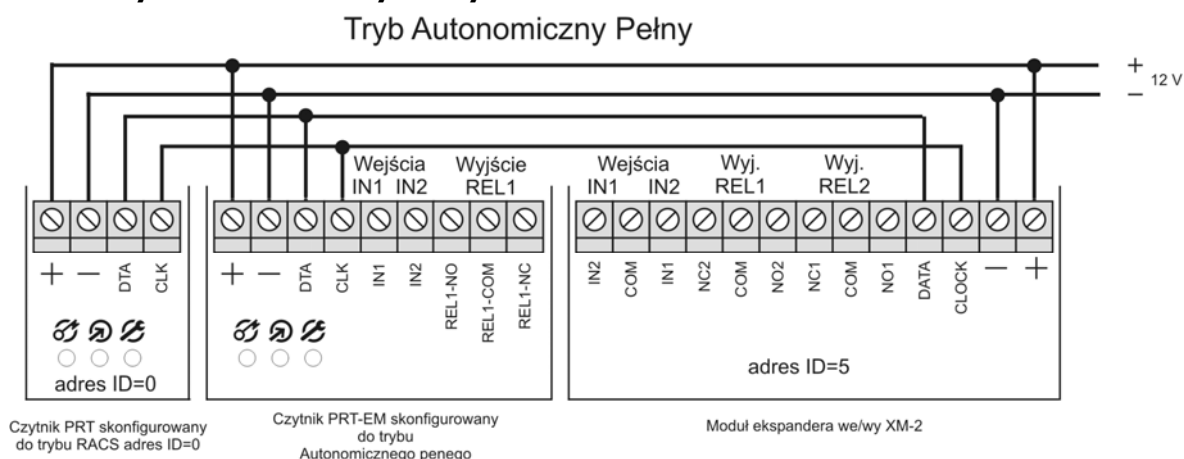 Tryb Autonomiczny Pełny
+
12 V
−
Wejścia
IN1 IN2
Wyjście
REL1
Wejścia
IN1 IN2
Wyj.
REL1
Wyj.
REL2
+ − DTA CLK
+ − DTA CLK IN1 IN2 REL1-NO REL1-COM REL1-NC
IN2 COM IN1 NC2 COM NO2 NC1 COM NO1 DATA CLOCK − +
adres ID=0
adres ID=5
Czytnik PRT skonfigurowany
do trybu RACS adres ID=0
Czytnik PRT-EM skonfigurowany
do trybu
Autonomicznego penego
Moduł ekspandera we/wy XM-2